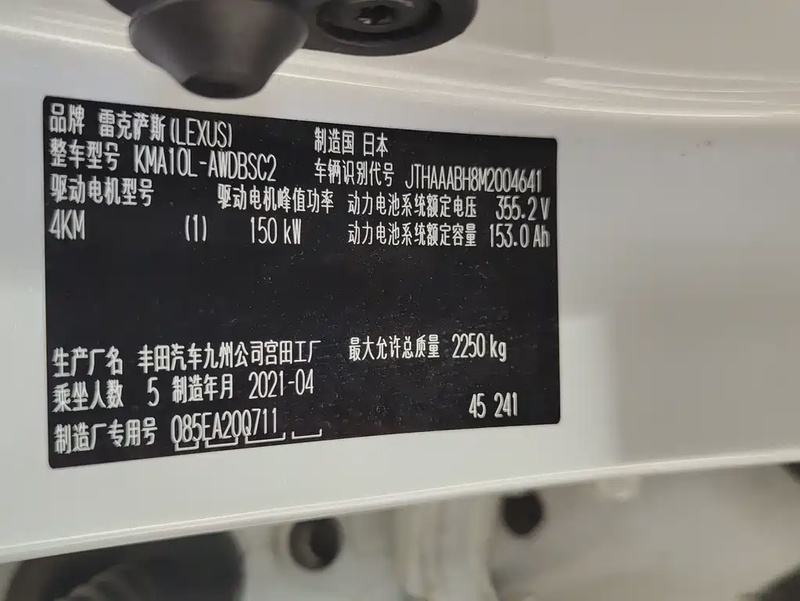 品牌 雷克萨斯(LEXUS) 制造国 日本
整车型号 KMA10L-AWDBSC2 车辆识别代号 JTHAAABH8M2004641
驱动电机型号 驱动电机峰值功率 动力电池系统额定电压 355.2 V
4KM (1) 150 kW 动力电池系统额定容量 153.0 Ah
生产厂名 丰田汽车九州公司宫田工厂 最大允许总质量 2250 kg
乘坐人数 5 制造年月 2021-04
45 241
制造厂专用号 085EA20Q711